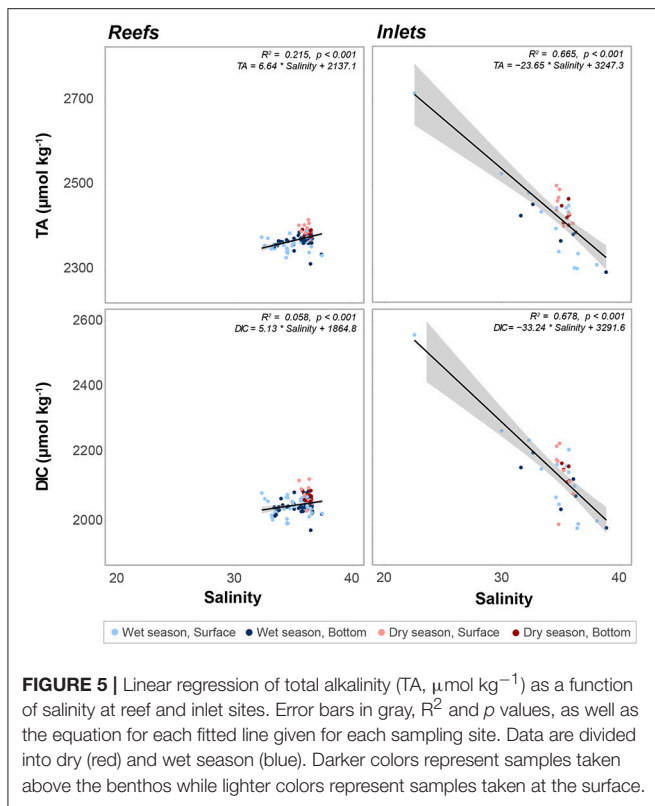 Reefs
Inlets
R² = 0.215, p < 0.001
TA = 6.64 * Salinity + 2137.1
R² = 0.665, p < 0.001
TA = −23.65 * Salinity + 3247.3
TA (µmol kg⁻¹)
2700
2500
2300
R² = 0.058, p < 0.001
DIC = 5.13 * Salinity + 1864.8
R² = 0.678, p < 0.001
DIC= −33.24 * Salinity + 3291.6
DIC (µmol kg⁻¹)
2600
2400
2200
2000
20 30 40 20 30 40
Salinity Salinity
Wet season, Surface Wet season, Bottom Dry season, Surface Dry season, Bottom
FIGURE 5 | Linear regression of total alkalinity (TA, μmol kg−1) as a function
of salinity at reef and inlet sites. Error bars in gray, R2 and p values, as well as
the equation for each fitted line given for each sampling site. Data are divided
into dry (red) and wet season (blue). Darker colors represent samples taken
above the benthos while lighter colors represent samples taken at the surface.